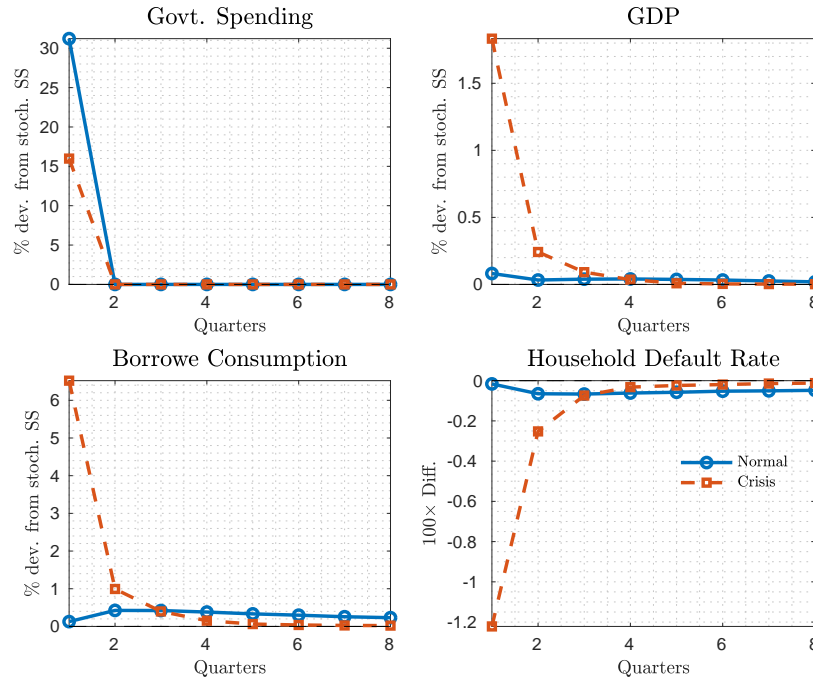 Govt. Spending
% dev. from stoch. SS
30
25
20
15
10
5
0
2 4 6 8
Quarters
GDP
% dev. from stoch. SS
1.5
1
0.5
0
2 4 6 8
Quarters
Borrowe Consumption
% dev. from stoch. SS
6
5
4
3
2
1
0
2 4 6 8
Quarters
Household Default Rate
100× Diff.
0
-0.2
-0.4
-0.6
-0.8
-1
-1.2
Normal
Crisis
2 4 6 8
Quarters